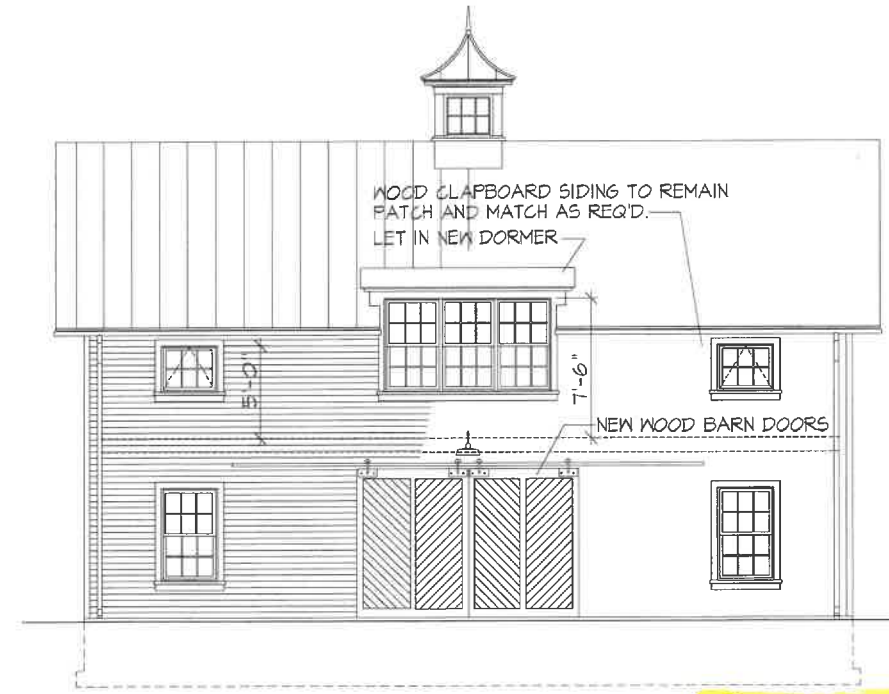 WOOD CLAPBOARD SIDING TO REMAIN
PATCH AND MATCH AS REQ'D.
LET IN NEW DORMER
5'-0"
7'-6"
NEW WOOD BARN DOORS